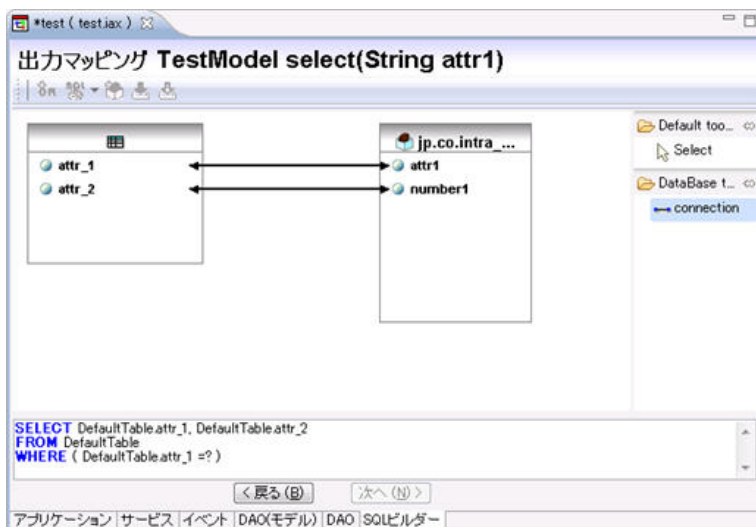 *test ( test.iax )
出力マッピング TestModel select(String attr1)
jp.co.intra_...
attr_1
attr1
attr_2
number1
Default too...
Select
DataBase t...
connection
SELECT DefaultTable.attr_1, DefaultTable.attr_2
FROM DefaultTable
WHERE ( DefaultTable.attr_1 =? )
< 戻る (B)
次へ (N) >
アプリケーション サービス イベント DAO(モデル) DAO SQLビルダー